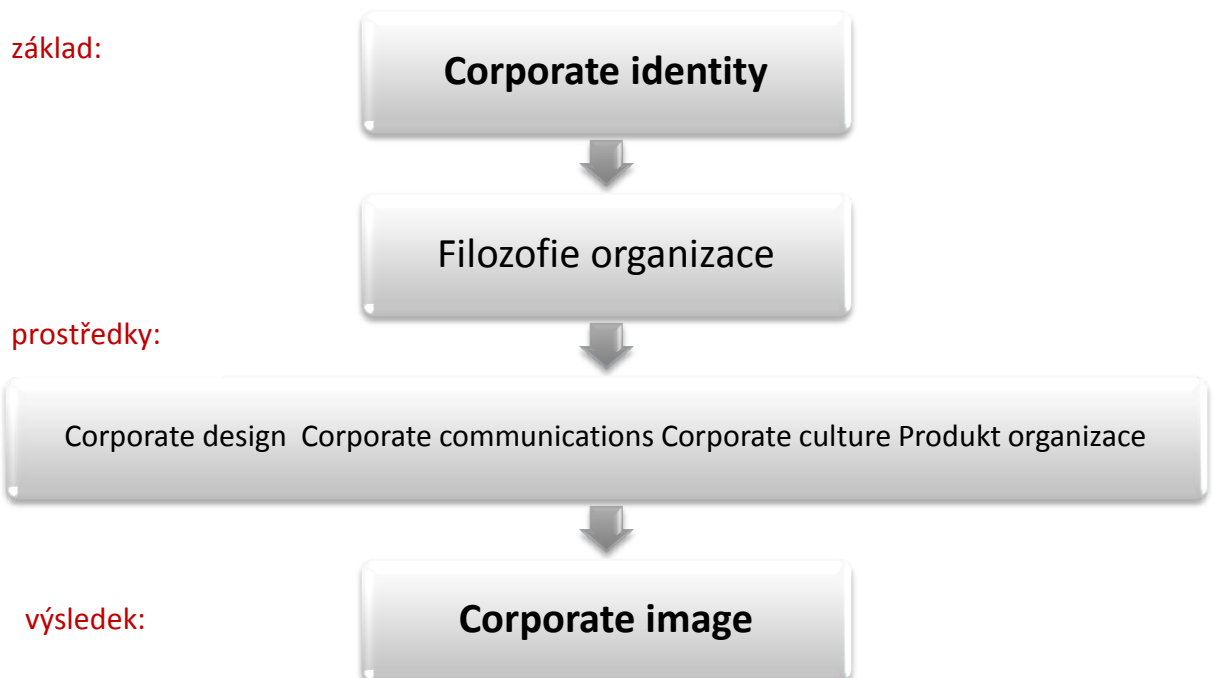 základ:
Corporate identity
Filozofie organizace
prostředky:
Corporate design Corporate communications Corporate culture Produkt organizace
výsledek:
Corporate image